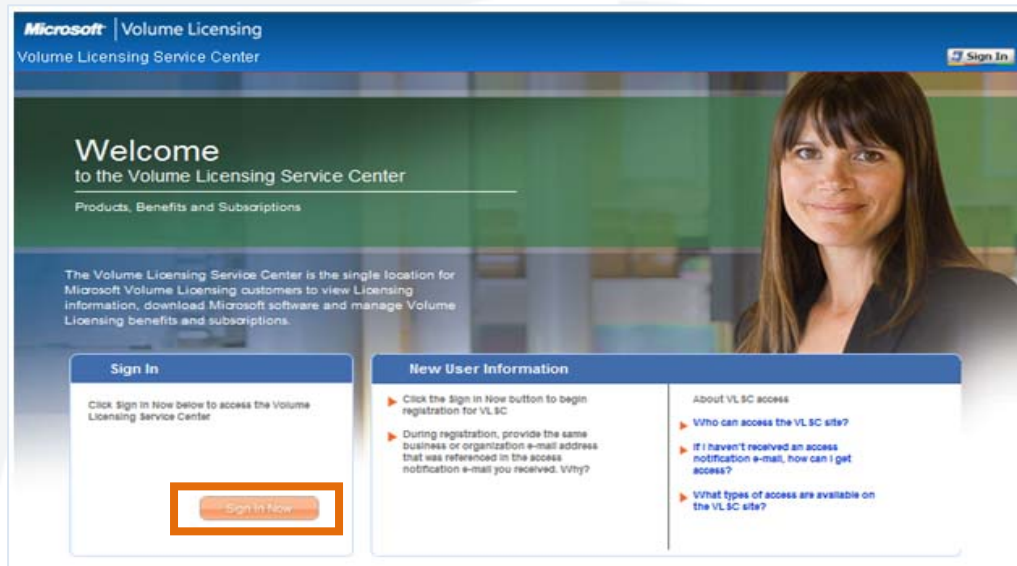 Microsoft | Volume Licensing
Volume Licensing Service Center
Sign In
Welcome
to the Volume Licensing Service Center
Products, Benefits and Subscriptions
The Volume Licensing Service Center is the single location for
Microsoft Volume Licensing customers to view Licensing
information, download Microsoft software and manage Volume
Licensing benefits and subscriptions.
Sign In
Click Sign In Now below to access the Volume
Licensing Service Center
Sign In Now
New User Information
Click the Sign In Now button to begin
registration for VLSC
During registration, provide the same
business or organization e-mail address
that was referenced in the access
notification e-mail you received. Why?
About VLSC access
Who can access the VLSC site?
If I haven't received an access
notification e-mail, how can I get
access?
What types of access are available on
the VLSC site?